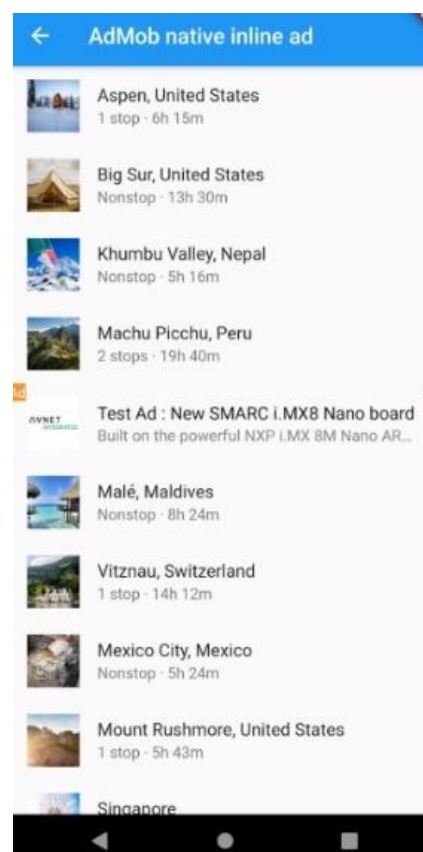 AdMob native inline ad
Aspen, United States
1 stop · 6h 15m
Big Sur, United States
Nonstop · 13h 30m
Khumbu Valley, Nepal
Nonstop · 5h 16m
Machu Picchu, Peru
2 stops · 19h 40m
Ad
AVNET
Test Ad : New SMARC i.MX8 Nano board
Built on the powerful NXP i.MX 8M Nano AR...
Malé, Maldives
Nonstop · 8h 24m
Vitznau, Switzerland
1 stop · 14h 12m
Mexico City, Mexico
Nonstop · 5h 24m
Mount Rushmore, United States
1 stop · 5h 43m
Singapore